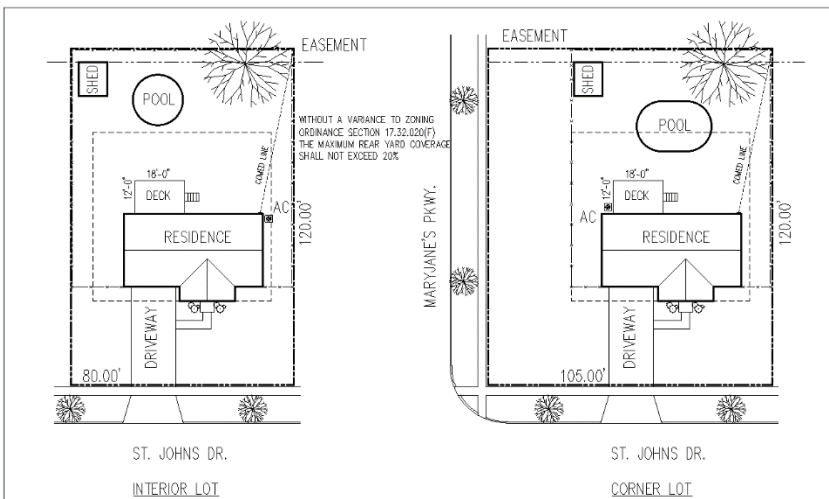 EASEMENT
SHED
POOL
WITHOUT A VARIANCE TO ZONING
ORDINANCE SECTION 17.32.020(F)
THE MAXIMUM REAR YARD COVERAGE
SHALL NOT EXCEED 20%
COMED LINE
18'-0"
12'-0"
DECK
AC
RESIDENCE
120.00'
DRIVEWAY
80.00'
ST. JOHNS DR.
INTERIOR LOT
EASEMENT
SHED
POOL
COMED LINE
18'-0"
12'-0"
DECK
AC
RESIDENCE
120.00'
MARYJANE'S PKWY.
DRIVEWAY
105.00'
ST. JOHNS DR.
CORNER LOT